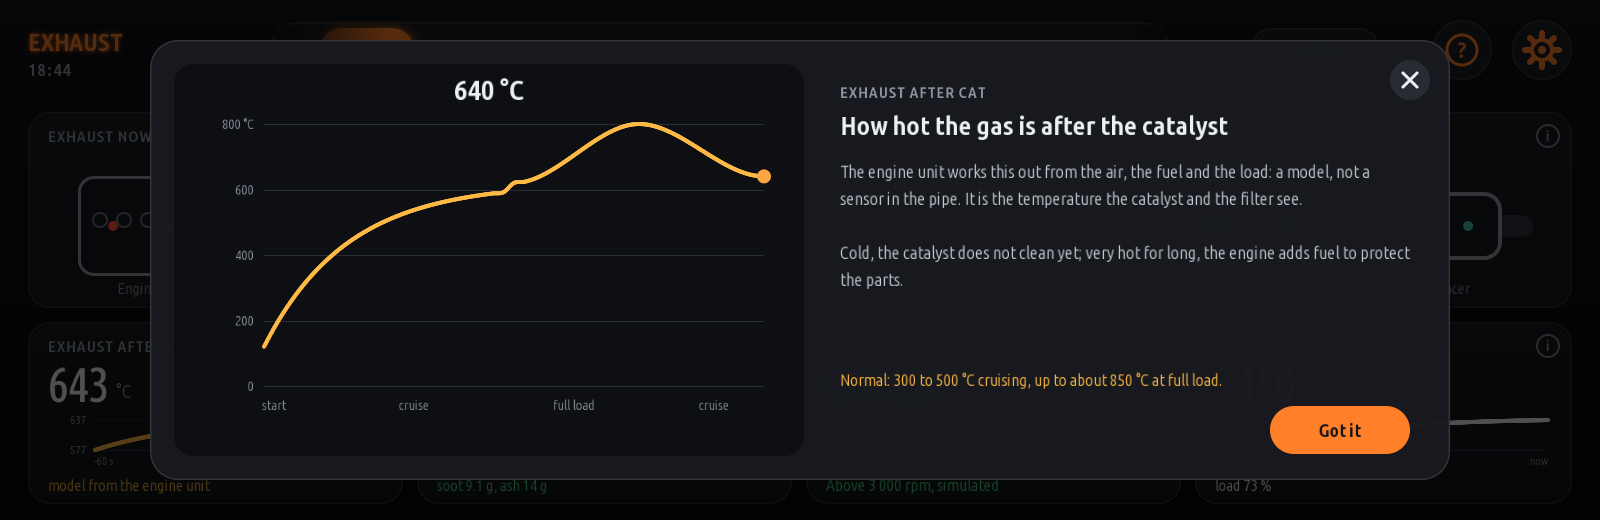 EXHAUST
18:44
EXHAUST NOW
Engin
acer
EXHAUST AFTE
643 °C
637
577
-60 s
model from the engine unit
soot 9.1 g, ash 14 g
Above 3 000 rpm, simulated
load 73 %
now
640 °C
800 °C
600
400
200
0
start
cruise
full load
cruise
EXHAUST AFTER CAT
How hot the gas is after the catalyst
The engine unit works this out from the air, the fuel and the load: a model, not a
sensor in the pipe. It is the temperature the catalyst and the filter see.
Cold, the catalyst does not clean yet; very hot for long, the engine adds fuel to protect
the parts.
Normal: 300 to 500 °C cruising, up to about 850 °C at full load.
Got it